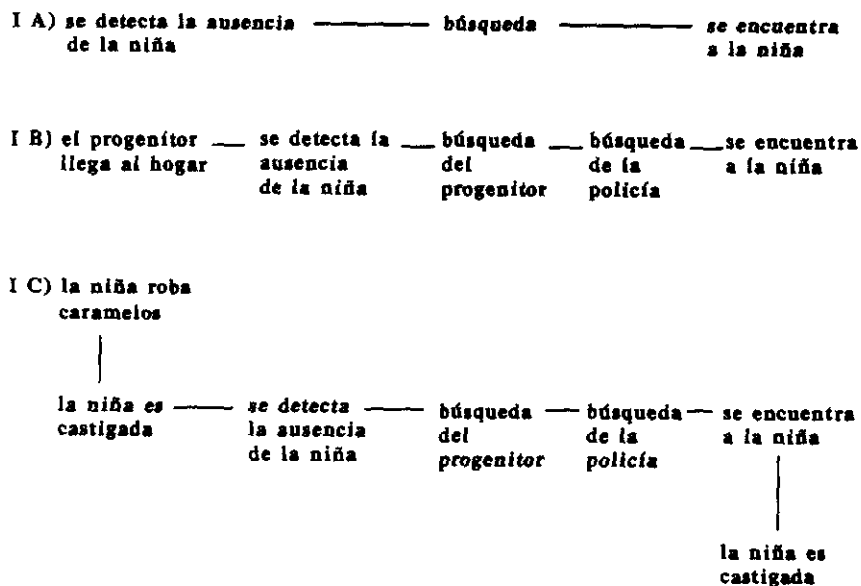 I A) se detecta la ausencia de la niña
búsqueda
se encuentra a la niña
I B) el progenitor llega al hogar
se detecta la ausencia de la niña
búsqueda del progenitor
búsqueda de la policía
se encuentra a la niña
I C) la niña roba caramelos
la niña es castigada
se detecta la ausencia de la niña
búsqueda del progenitor
búsqueda de la policía
se encuentra a la niña
la niña es castigada